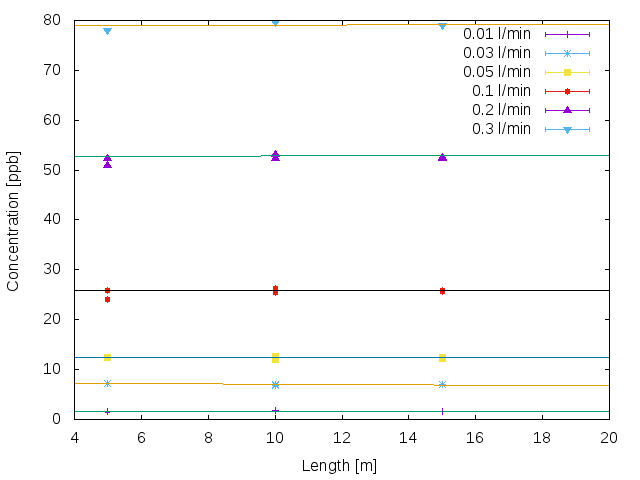 80
70
60
50
40
30
20
10
0
Concentration [ppb]
0.01 l/min
0.03 l/min
0.05 l/min
0.1 l/min
0.2 l/min
0.3 l/min
4 6 8 10 12 14 16 18 20
Length [m]